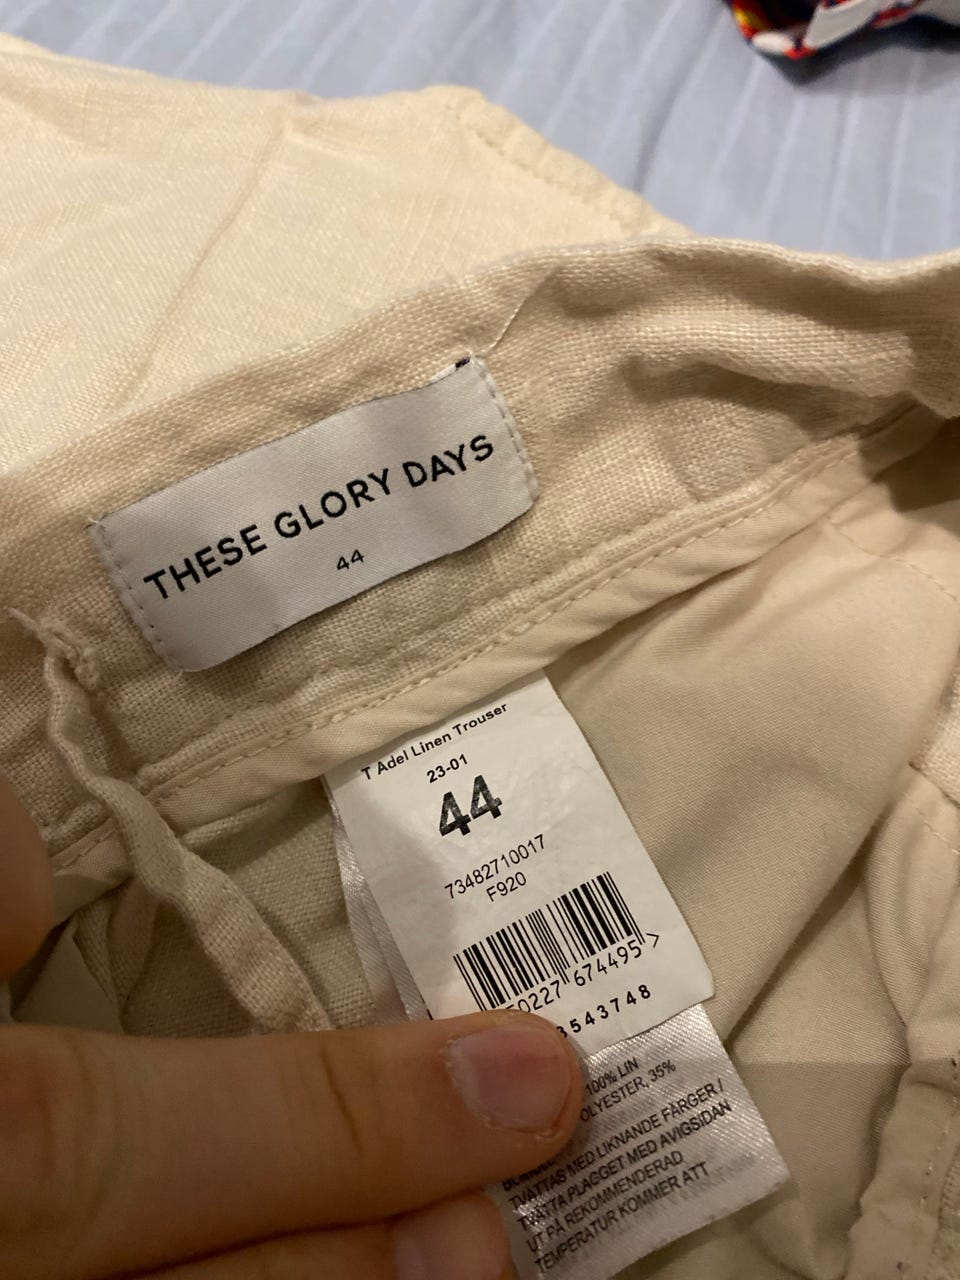 THESE GLORY DAYS
44
T Adel Linen Trouser
23-01
44
73482710017
F920
50227 674495 >
3543748
100% LIN
OLYESTER, 35%
TVÄTTAS MED LIKNANDE FÄRGER /
TVÄTTA PLAGGET MED AVIGSIDAN
UT PÅ REKOMMENDERAD
TEMPERATUR KOMMER ATT